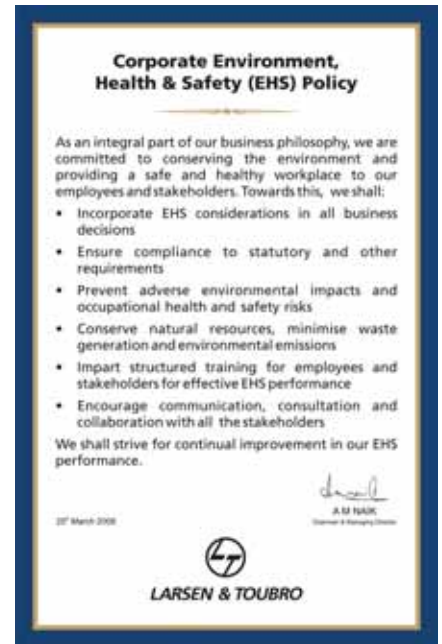 Corporate Environment,
Health & Safety (EHS) Policy
As an integral part of our business philosophy, we are
committed to conserving the environment and
providing a safe and healthy workplace to our
employees and stakeholders. Towards this, we shall:
• Incorporate EHS considerations in all business
decisions
• Ensure compliance to statutory and other
requirements
• Prevent adverse environmental impacts and
occupational health and safety risks
• Conserve natural resources, minimise waste
generation and environmental emissions
• Impart structured training for employees and
stakeholders for effective EHS performance
• Encourage communication, consultation and
collaboration with all the stakeholders
We shall strive for continual improvement in our EHS
performance.
A M NAIK
Chairman & Managing Director
March
LARSEN & TOUBRO